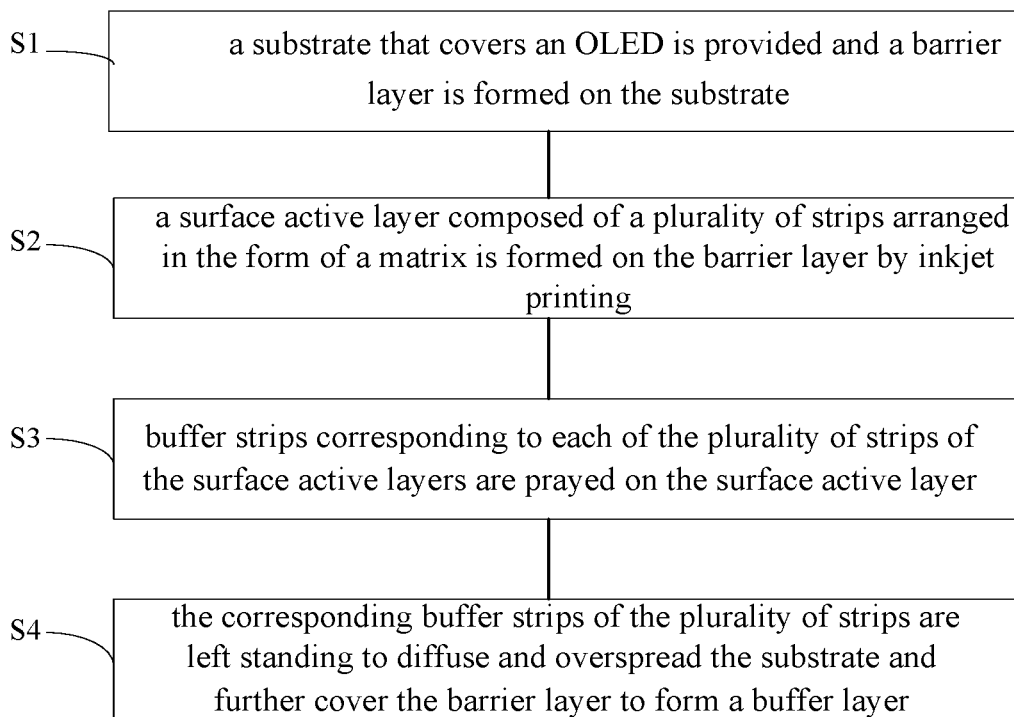 S1
a substrate that covers an OLED is provided and a barrier
layer is formed on the substrate
S2
a surface active layer composed of a plurality of strips arranged
in the form of a matrix is formed on the barrier layer by inkjet
printing
S3
buffer strips corresponding to each of the plurality of strips of
the surface active layers are prayed on the surface active layer
S4
the corresponding buffer strips of the plurality of strips are
left standing to diffuse and overspread the substrate and
further cover the barrier layer to form a buffer layer